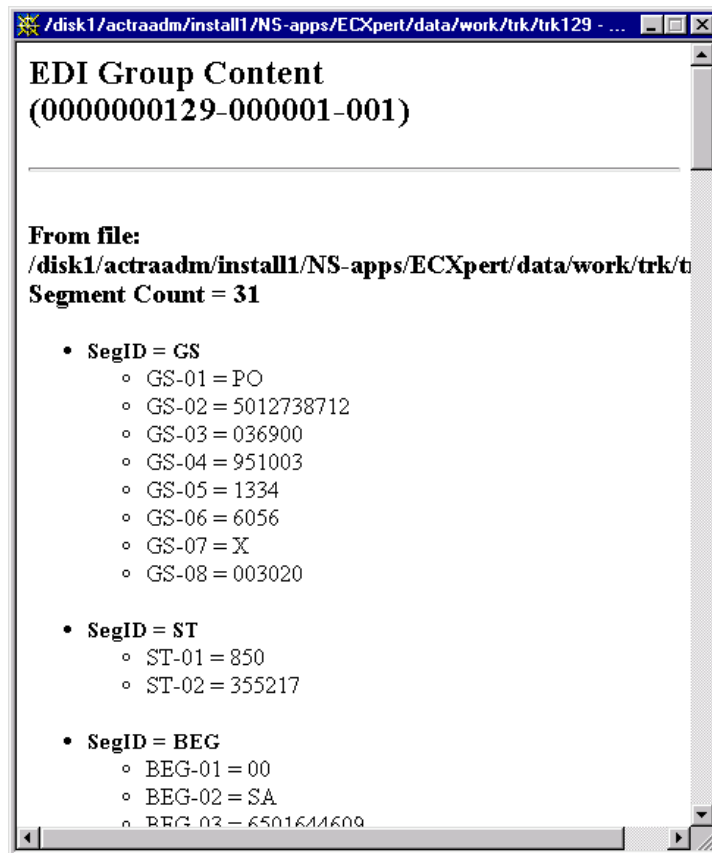 /disk1/actraadm/install1/NS-apps/ECXpert/data/work/trk/trk129 - ...
EDI Group Content
(0000000129-000001-001)
From file:
/disk1/actraadm/install1/NS-apps/ECXpert/data/work/trk/t
Segment Count = 31
SegID = GS
GS-01 = PO
GS-02 = 5012738712
GS-03 = 036900
GS-04 = 951003
GS-05 = 1334
GS-06 = 6056
GS-07 = X
GS-08 = 003020
SegID = ST
ST-01 = 850
ST-02 = 355217
SegID = BEG
BEG-01 = 00
BEG-02 = SA
BEG-03 = 6501644609